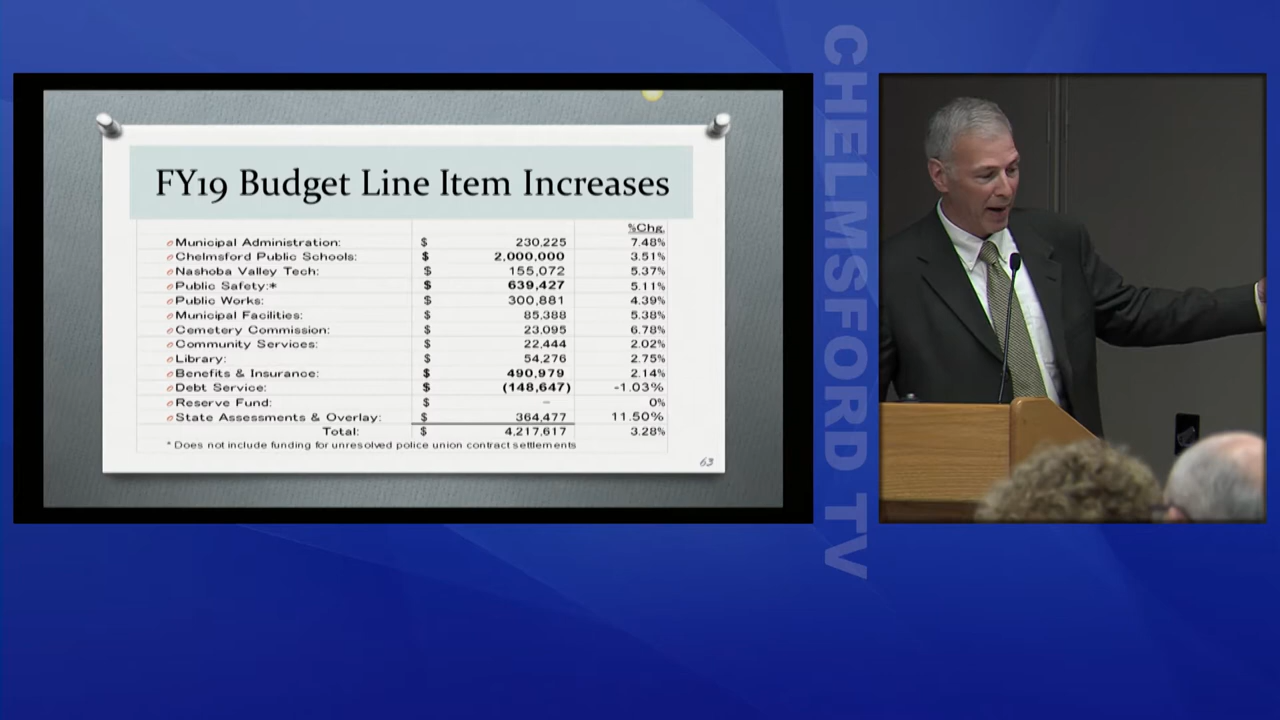 FY19 Budget Line Item Increases
%Chg.
Municipal Administration: $ 230,225 7.48%
Chelmsford Public Schools: $ 2,000,000 3.51%
Nashoba Valley Tech: $ 155,072 5.37%
Public Safety:* $ 639,427 5.11%
Public Works: $ 300,881 4.39%
Municipal Facilities: $ 85,388 5.38%
Cemetery Commission: $ 23,095 6.78%
Community Services: $ 22,444 2.02%
Library: $ 54,276 2.75%
Benefits & Insurance: $ 490,979 2.14%
Debt Service: $ (148,647) -1.03%
Reserve Fund: $ – 0%
State Assessments & Overlay: $ 364,477 11.50%
Total: $ 4,217,617 3.28%
* Does not include funding for unresolved police union contract settlements
63
CHELMSFORD TV